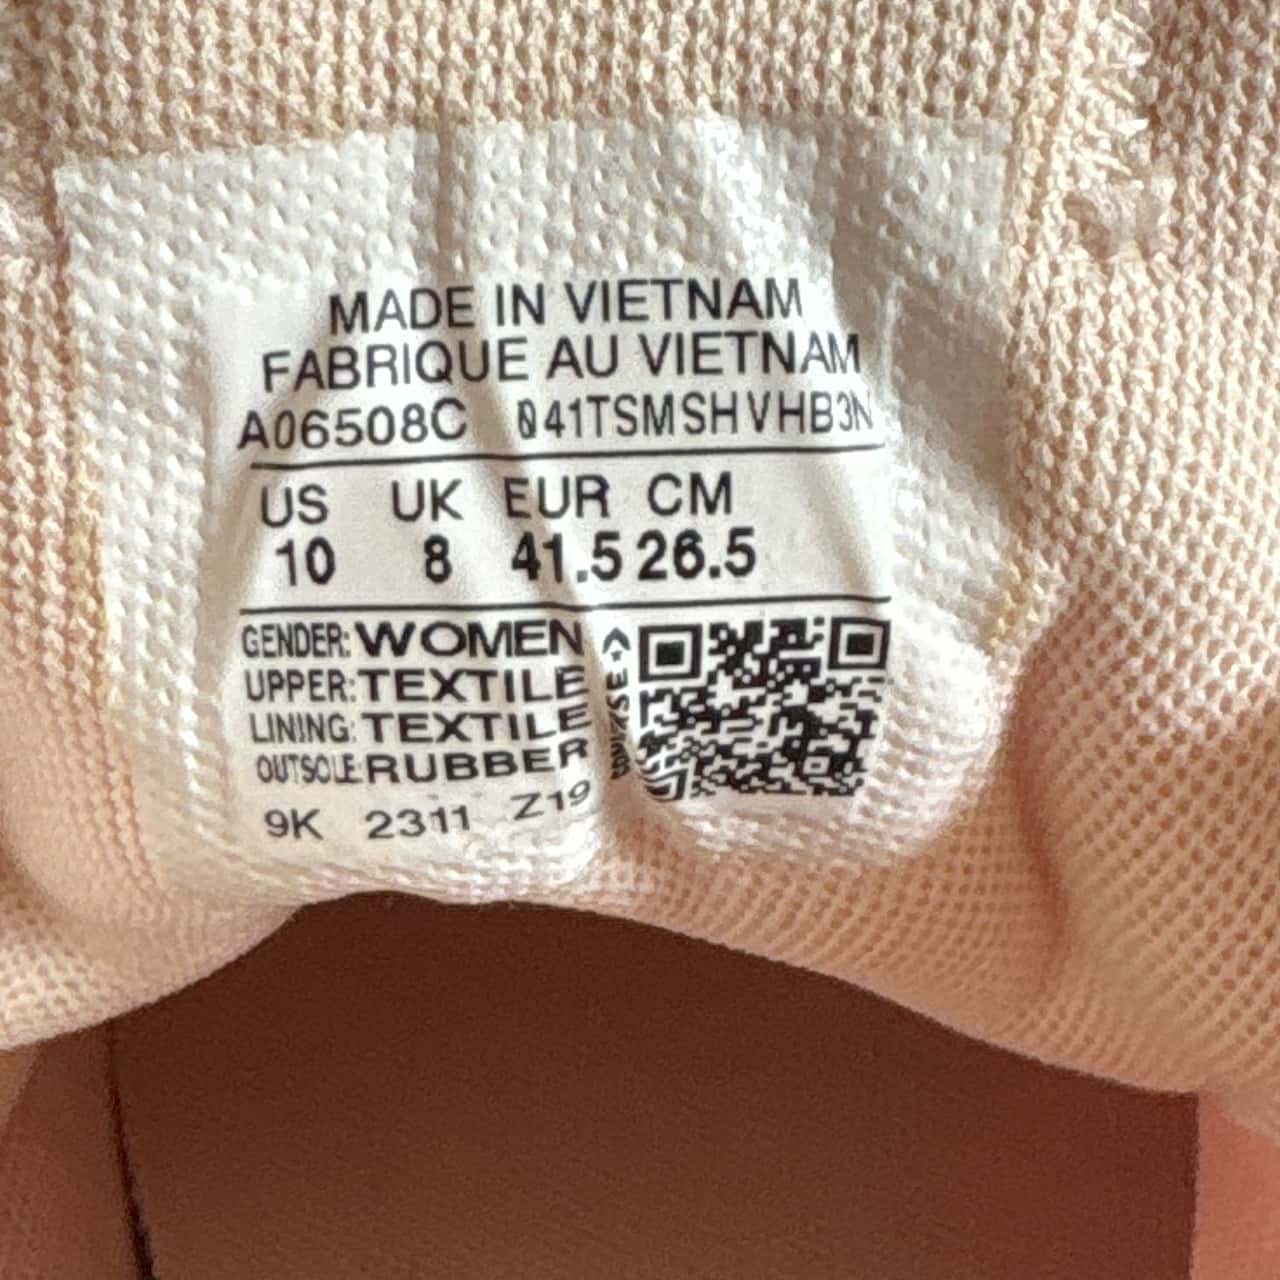 MADE IN VIETNAM
FABRIQUE AU VIETNAM
A06508C 041TSMSHVHB3N
US UK EUR CM
10 8 41.5 26.5
GENDER: WOMEN
UPPER: TEXTILE
LINING: TEXTILE
OUTSOLE: RUBBER
9K 2311 Z19